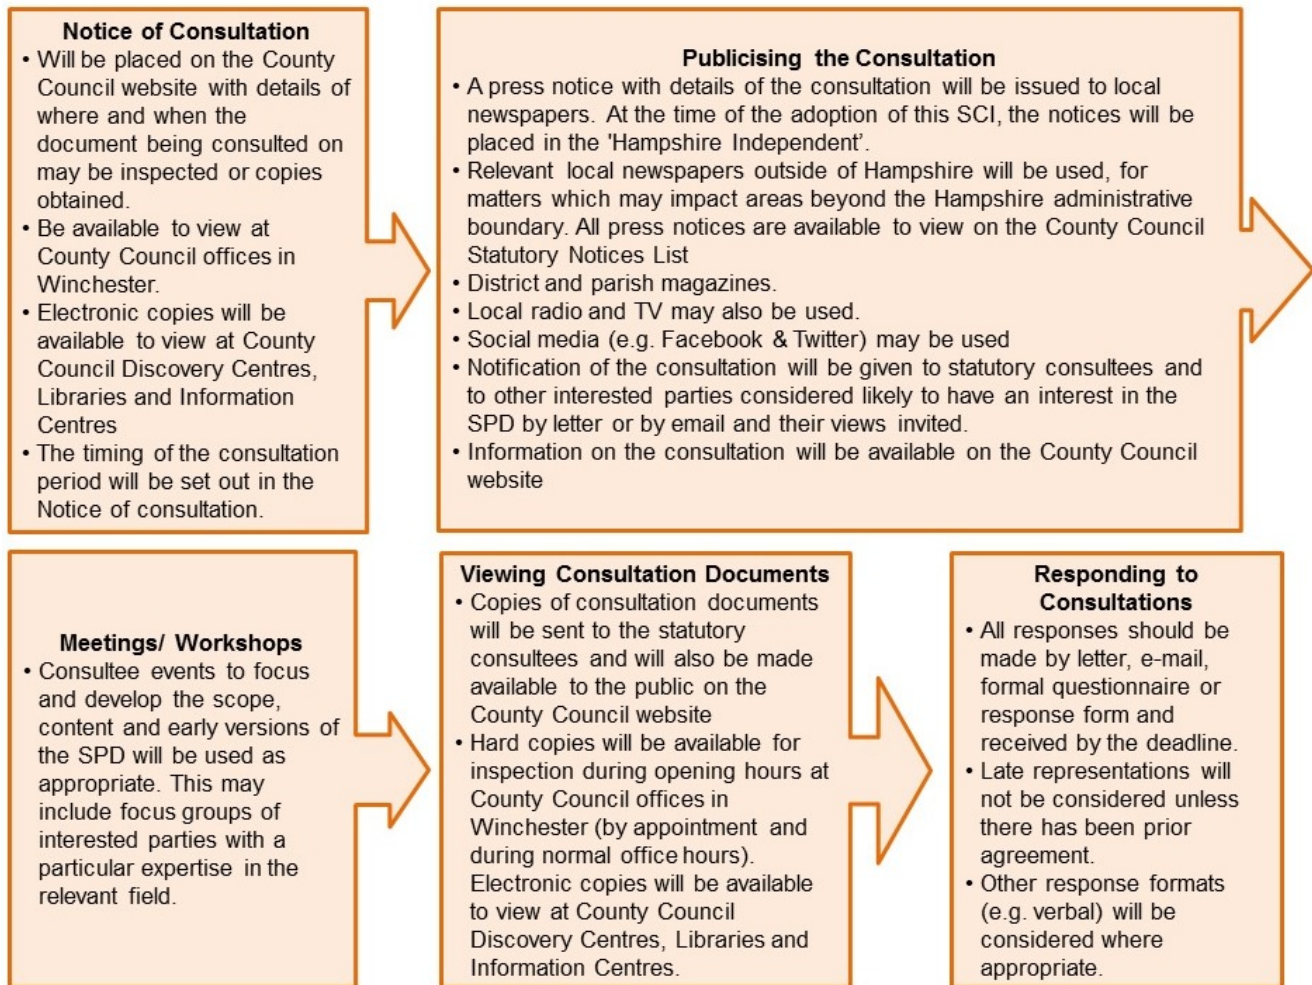 Notice of Consultation
• Will be placed on the County
Council website with details of
where and when the
document being consulted on
may be inspected or copies
obtained.
• Be available to view at
County Council offices in
Winchester.
• Electronic copies will be
available to view at County
Council Discovery Centres,
Libraries and Information
Centres
• The timing of the consultation
period will be set out in the
Notice of consultation.
Publicising the Consultation
• A press notice with details of the consultation will be issued to local
newspapers. At the time of the adoption of this SCI, the notices will be
placed in the 'Hampshire Independent’.
• Relevant local newspapers outside of Hampshire will be used, for
matters which may impact areas beyond the Hampshire administrative
boundary. All press notices are available to view on the County Council
Statutory Notices List
• District and parish magazines.
• Local radio and TV may also be used.
• Social media (e.g. Facebook & Twitter) may be used
• Notification of the consultation will be given to statutory consultees and
to other interested parties considered likely to have an interest in the
SPD by letter or by email and their views invited.
• Information on the consultation will be available on the County Council
website
Meetings/ Workshops
• Consultee events to focus
and develop the scope,
content and early versions of
the SPD will be used as
appropriate. This may
include focus groups of
interested parties with a
particular expertise in the
relevant field.
Viewing Consultation Documents
• Copies of consultation documents
will be sent to the statutory
consultees and will also be made
available to the public on the
County Council website
• Hard copies will be available for
inspection during opening hours at
County Council offices in
Winchester (by appointment and
during normal office hours).
Electronic copies will be available
to view at County Council
Discovery Centres, Libraries and
Information Centres.
Responding to
Consultations
• All responses should be
made by letter, e-mail,
formal questionnaire or
response form and
received by the deadline.
• Late representations will
not be considered unless
there has been prior
agreement.
• Other response formats
(e.g. verbal) will be
considered where
appropriate.